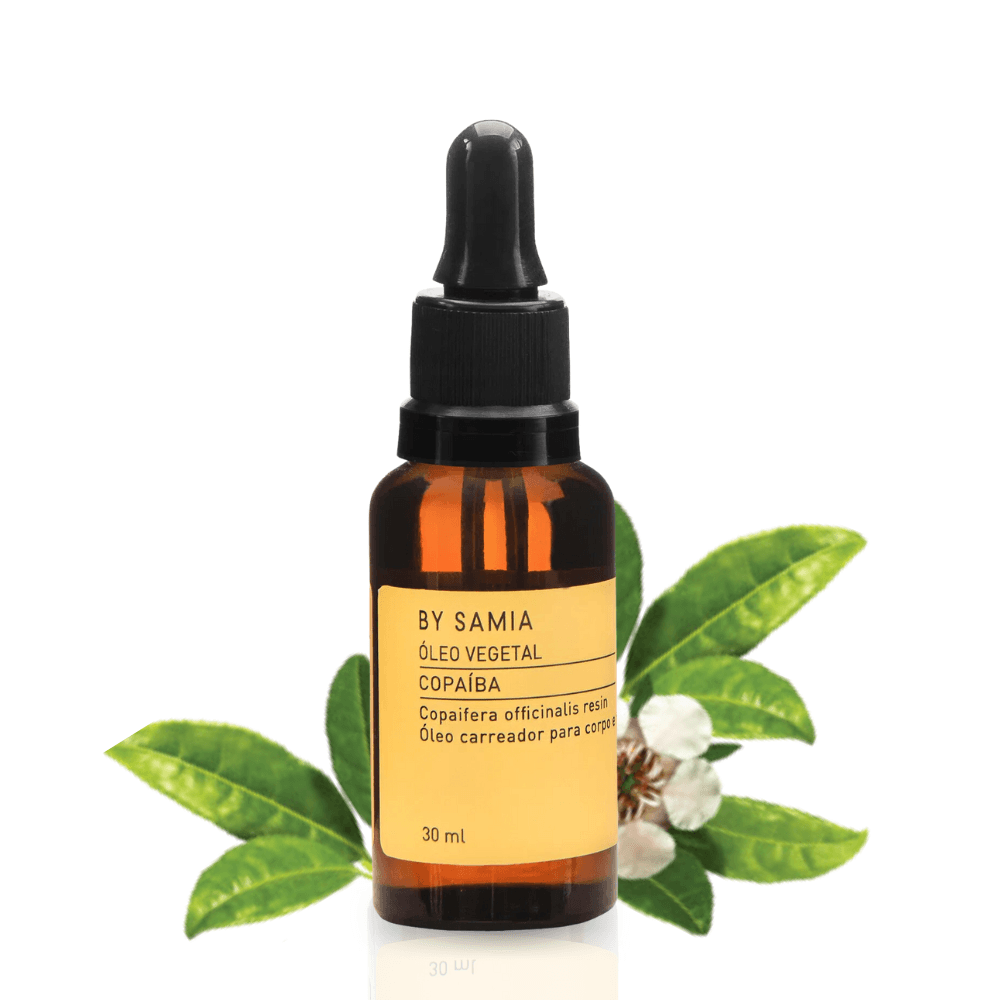 BY SAMIA
ÓLEO VEGETAL
COPAÍBA
Copaifera officinalis resin
Óleo carreador para corpo e
30 ml